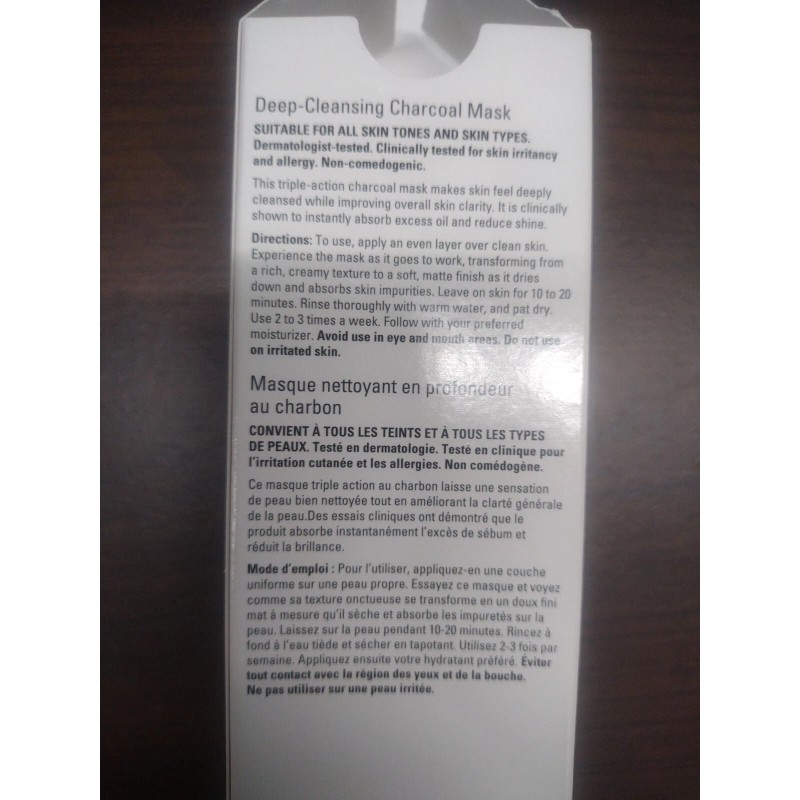 Deep-Cleansing Charcoal Mask
SUITABLE FOR ALL SKIN TONES AND SKIN TYPES.
Dermatologist-tested. Clinically tested for skin irritancy
and allergy. Non-comedogenic.
This triple-action charcoal mask makes skin feel deeply
cleansed while improving overall skin clarity. It is clinically
shown to instantly absorb excess oil and reduce shine.
Directions: To use, apply an even layer over clean skin.
Experience the mask as it goes to work, transforming from
a rich, creamy texture to a soft, matte finish as it dries
down and absorbs skin impurities. Leave on skin for 10 to 20
minutes. Rinse thoroughly with warm water, and pat dry.
Use 2 to 3 times a week. Follow with your preferred
moisturizer. Avoid use in eye and mouth areas. Do not use
on irritated skin.
Masque nettoyant en profondeur
au charbon
CONVIENT À TOUS LES TEINTS ET À TOUS LES TYPES
DE PEAUX. Testé en dermatologie. Testé en clinique pour
l'irritation cutanée et les allergies. Non comédogène.
Ce masque triple action au charbon laisse une sensation
de peau bien nettoyée tout en améliorant la clarté générale
de la peau.Des essais cliniques ont démontré que le
produit absorbe instantanément l'excès de sébum et
réduit la brillance.
Mode d'emploi : Pour l'utiliser, appliquez-en une couche
uniforme sur une peau propre. Essayez ce masque et voyez
comme sa texture onctueuse se transforme en un doux fini
mat à mesure qu'il sèche et absorbe les impuretés sur la
peau. Laissez sur la peau pendant 10-20 minutes. Rincez à
fond à l'eau tiède et sécher en tapotant. Utilisez 2-3 fois par
semaine. Appliquez ensuite votre hydratant préféré. Éviter
tout contact avec la région des yeux et de la bouche.
Ne pas utiliser sur une peau irritée.